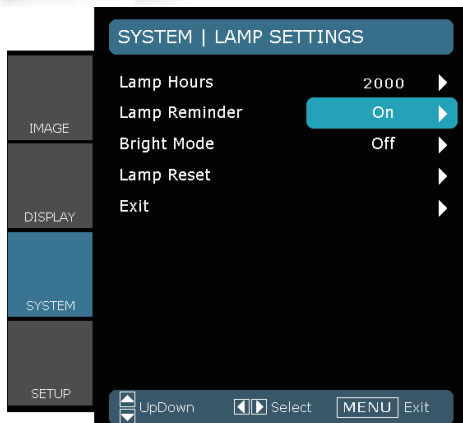 SYSTEM | LAMP SETTINGS
IMAGE
DISPLAY
SYSTEM
SETUP
Lamp Hours 2000
Lamp Reminder On
Bright Mode Off
Lamp Reset
Exit
UpDown Select MENU Exit